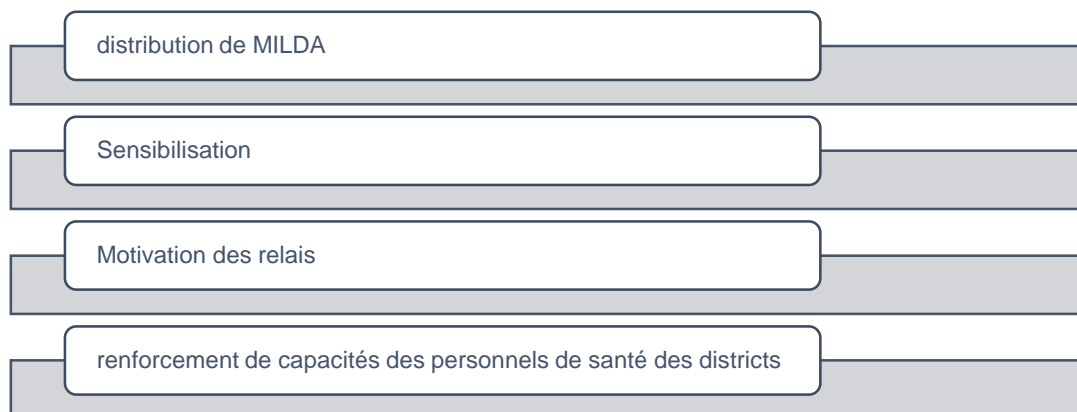 distribution de MILDA
Sensibilisation
Motivation des relais
renforcement de capacités des personnels de santé des districts